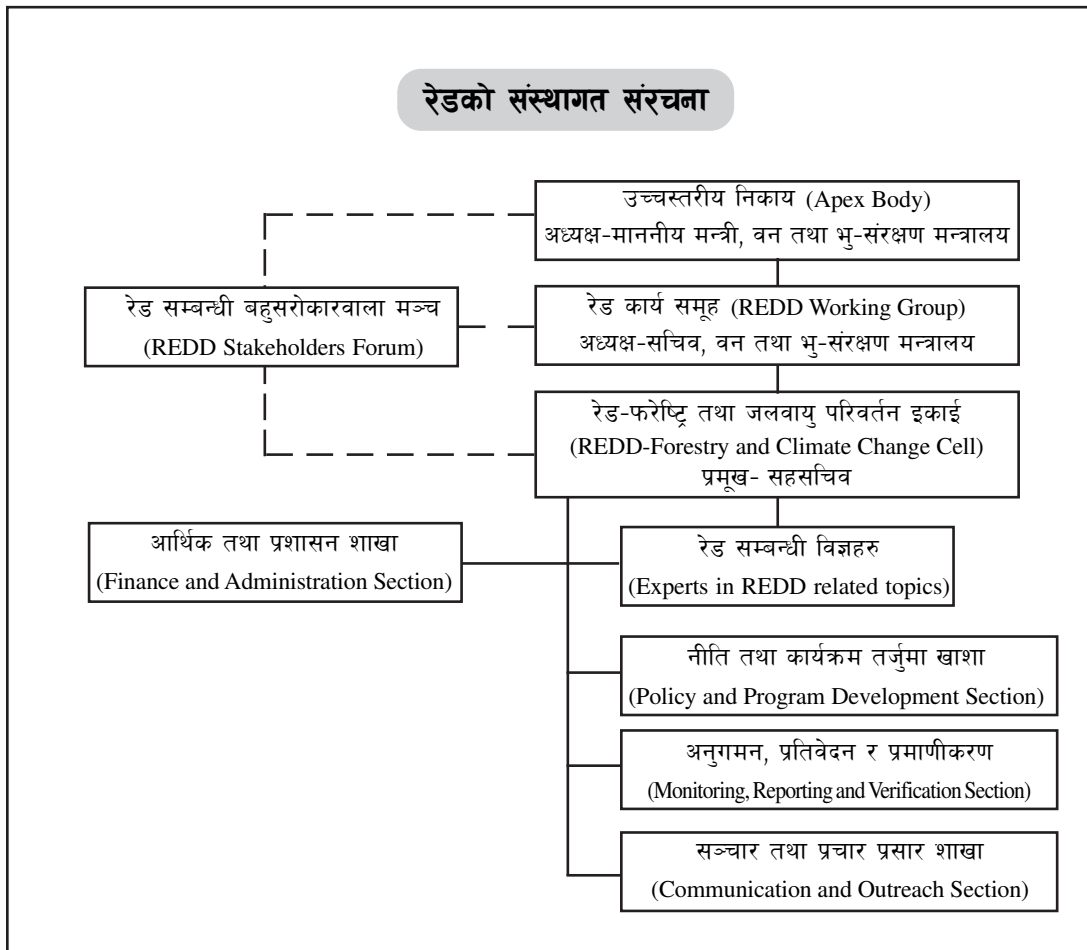 रेडको संस्थागत संरचना
उच्चस्तरीय निकाय (Apex Body)
अध्यक्ष-माननीय मन्त्री, वन तथा भु-संरक्षण मन्त्रालय
रेड सम्बन्धी बहुसरोकारवाला मञ्च
(REDD Stakeholders Forum)
रेड कार्य समूह (REDD Working Group)
अध्यक्ष-सचिव, वन तथा भु-संरक्षण मन्त्रालय
रेड-फरेष्ट्रि तथा जलवायु परिवर्तन इकाई
(REDD-Forestry and Climate Change Cell)
प्रमूख- सहसचिव
आर्थिक तथा प्रशासन शाखा
(Finance and Administration Section)
रेड सम्बन्धी विज्ञहरु
(Experts in REDD related topics)
नीति तथा कार्यक्रम तर्जुमा खाशा
(Policy and Program Development Section)
अनुगमन, प्रतिवेदन र प्रमाणीकरण
(Monitoring, Reporting and Verification Section)
सञ्चार तथा प्रचार प्रसार शाखा
(Communication and Outreach Section)